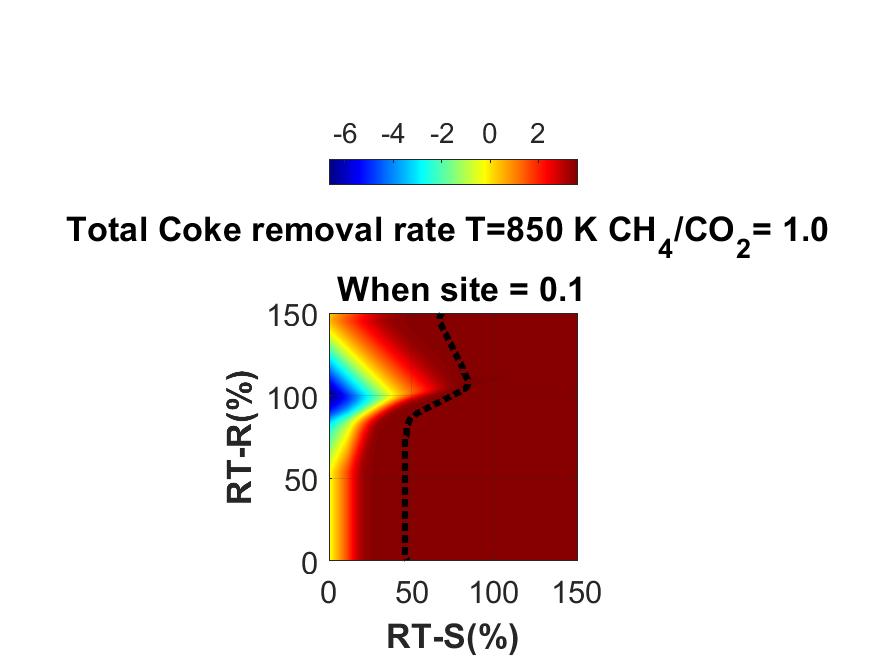 -6 -4 -2 0 2
Total Coke removal rate T=850 K CH4/CO2= 1.0
When site = 0.1
150
100
50
0
RT-R(%)
0 50 100 150
RT-S(%)